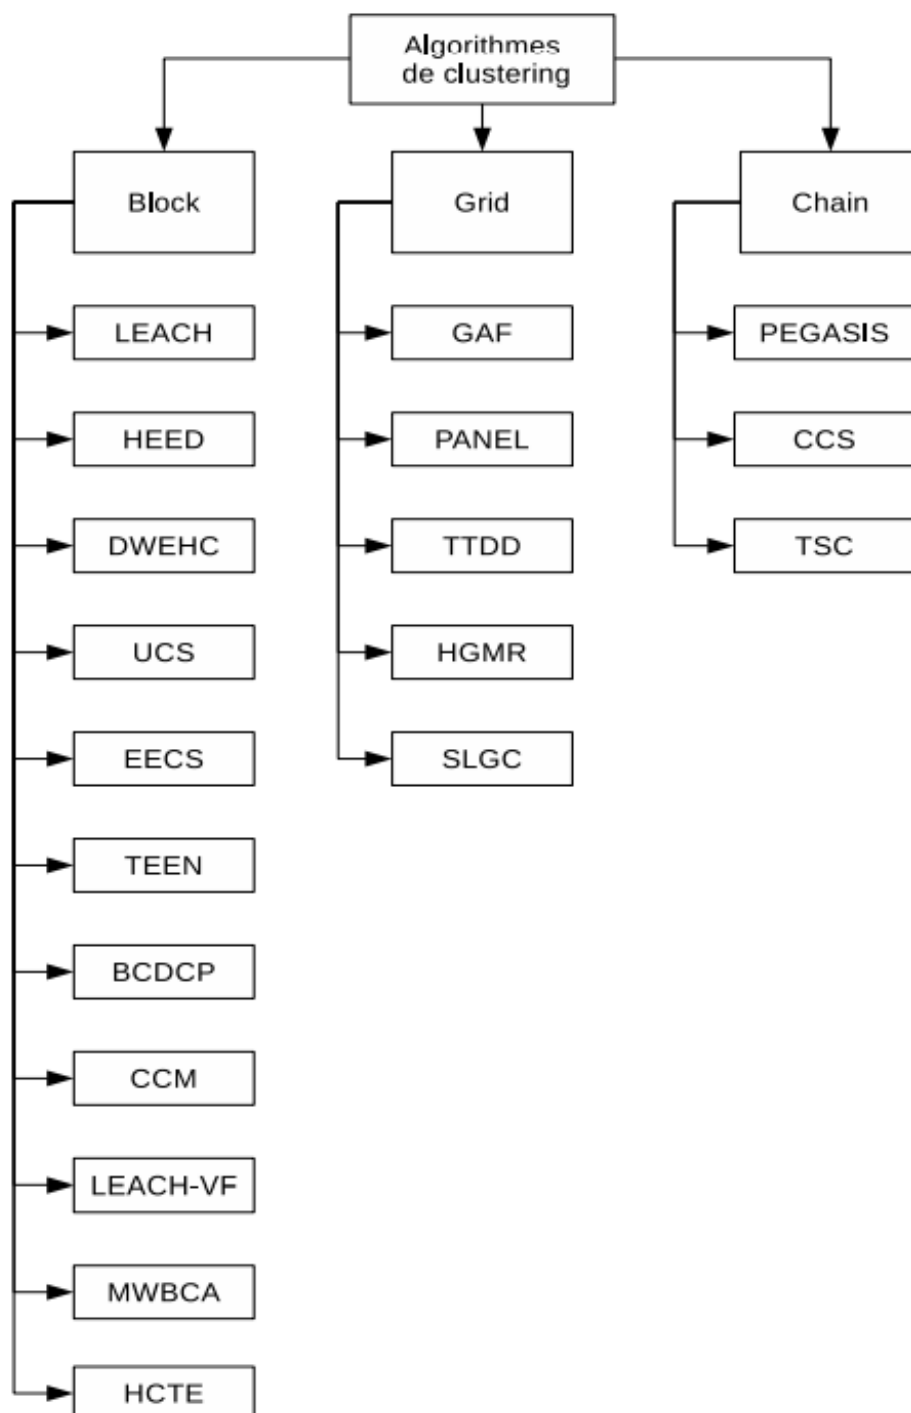 Algorithmes
de clustering
Block
Grid
Chain
LEACH
GAF
PEGASIS
HEED
PANEL
CCS
DWEHC
TTDD
TSC
UCS
HGMR
EECS
SLGC
TEEN
BCDCP
CCM
LEACH-VF
MWBCA
HCTE